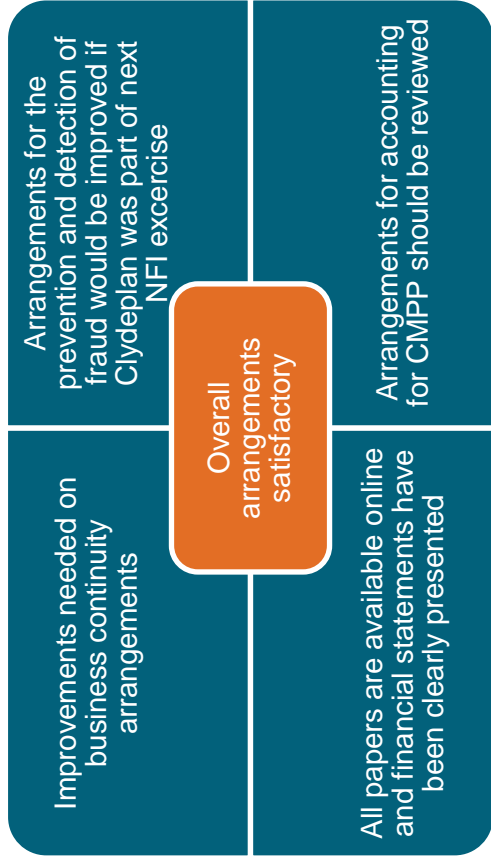 Improvements needed on
business continuity
arrangements
Arrangements for the
prevention and detection of
fraud would be improved if
Clydeplan was part of next
NFI excercise
Overall
arrangements
satisfactory
All papers are available online
and financial statements have
been clearly presented
Arrangements for accounting
for CMPP should be reviewed